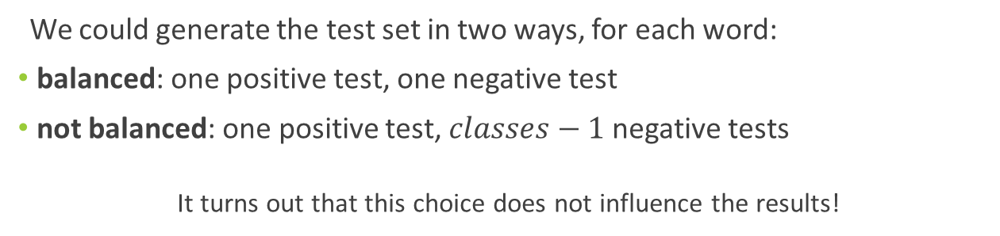 We could generate the test set in two ways, for each word:
• balanced: one positive test, one negative test
• not balanced: one positive test, classes − 1 negative tests
It turns out that this choice does not influence the results!